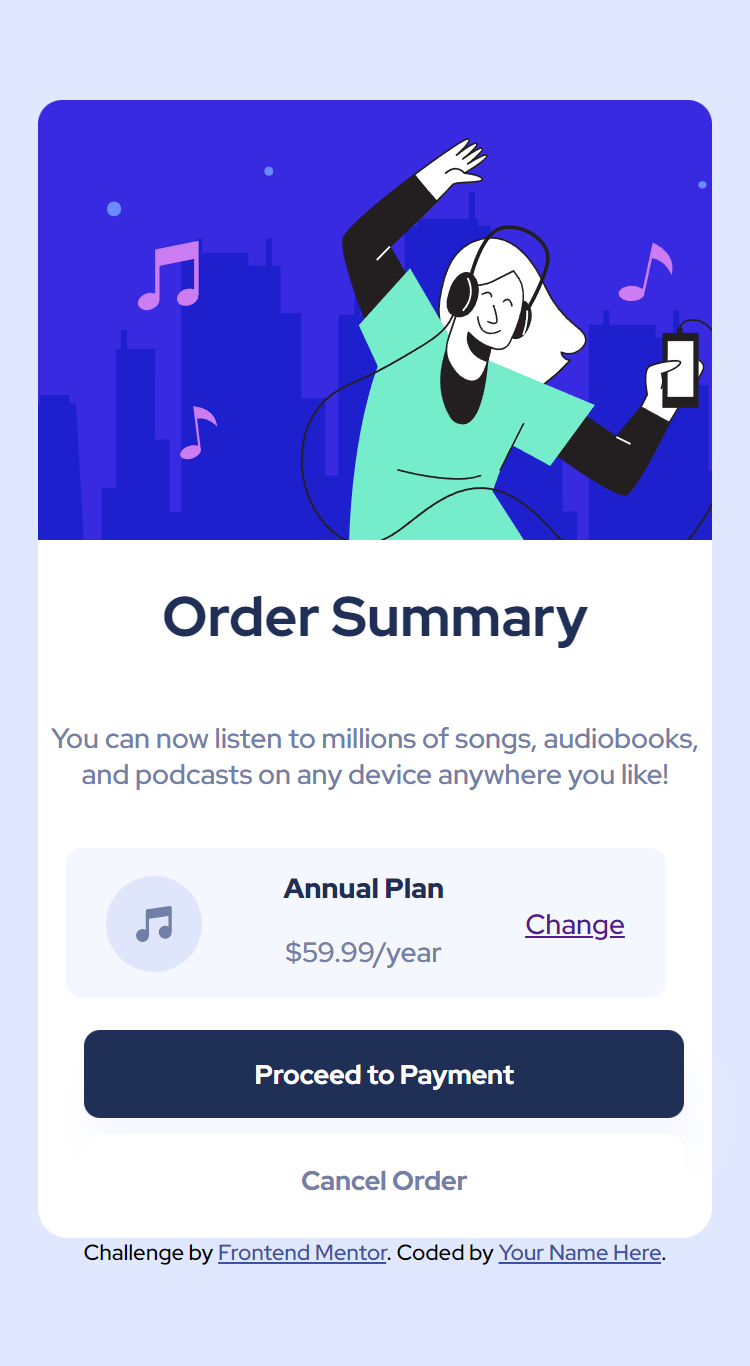 Order Summary
You can now listen to millions of songs, audiobooks,
and podcasts on any device anywhere you like!
Annual Plan
$59.99/year
Change
Proceed to Payment
Cancel Order
Challenge by Frontend Mentor. Coded by Your Name Here.